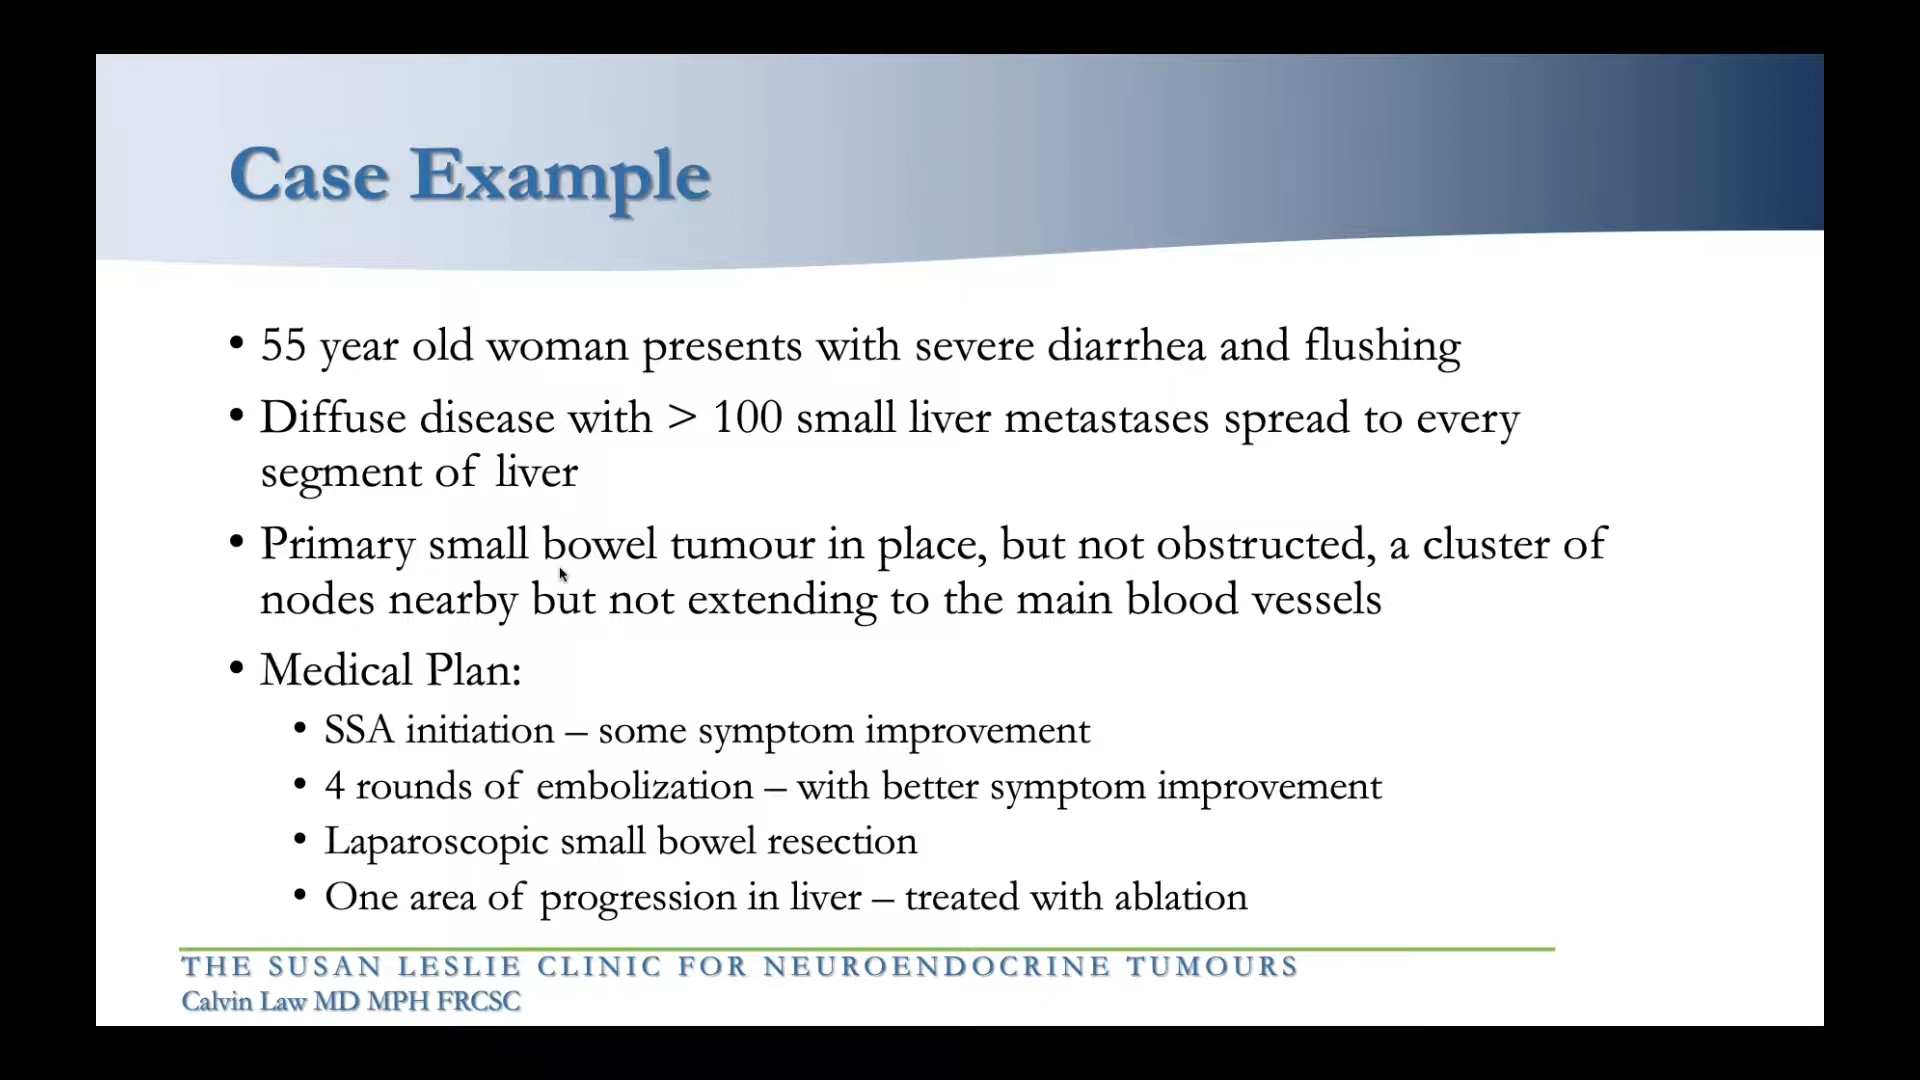 Case Example
• 55 year old woman presents with severe diarrhea and flushing
• Diffuse disease with > 100 small liver metastases spread to every
segment of liver
• Primary small bowel tumour in place, but not obstructed, a cluster of
nodes nearby but not extending to the main blood vessels
• Medical Plan:
• SSA initiation – some symptom improvement
• 4 rounds of embolization – with better symptom improvement
• Laparoscopic small bowel resection
• One area of progression in liver – treated with ablation
THE SUSAN LESLIE CLINIC FOR NEUROENDOCRINE TUMOURS
Calvin Law MD MPH FRCSC